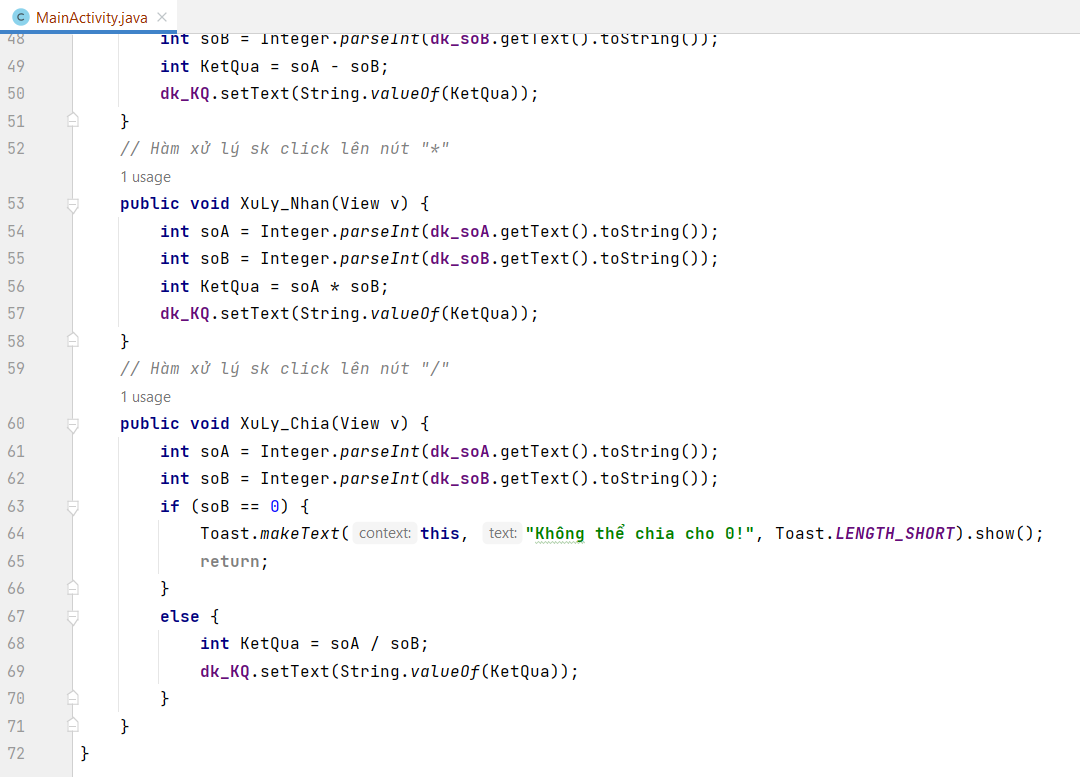 MainActivity.java
48 int soB = Integer.parseInt(dk_soB.getText().toString());
49 int KetQua = soA - soB;
50 dk_KQ.setText(String.valueOf(KetQua));
51 }
52 // Hàm xử lý sk click lên nút "*"
1 usage
53 public void XuLy_Nhan(View v) {
54 int soA = Integer.parseInt(dk_soA.getText().toString());
55 int soB = Integer.parseInt(dk_soB.getText().toString());
56 int KetQua = soA * soB;
57 dk_KQ.setText(String.valueOf(KetQua));
58 }
59 // Hàm xử lý sk click lên nút "/"
1 usage
60 public void XuLy_Chia(View v) {
61 int soA = Integer.parseInt(dk_soA.getText().toString());
62 int soB = Integer.parseInt(dk_soB.getText().toString());
63 if (soB == 0) {
64 Toast.makeText( context: this, text: "Không thể chia cho 0!", Toast.LENGTH_SHORT).show();
65 return;
66 }
67 else {
68 int KetQua = soA / soB;
69 dk_KQ.setText(String.valueOf(KetQua));
70 }
71 }
72 }